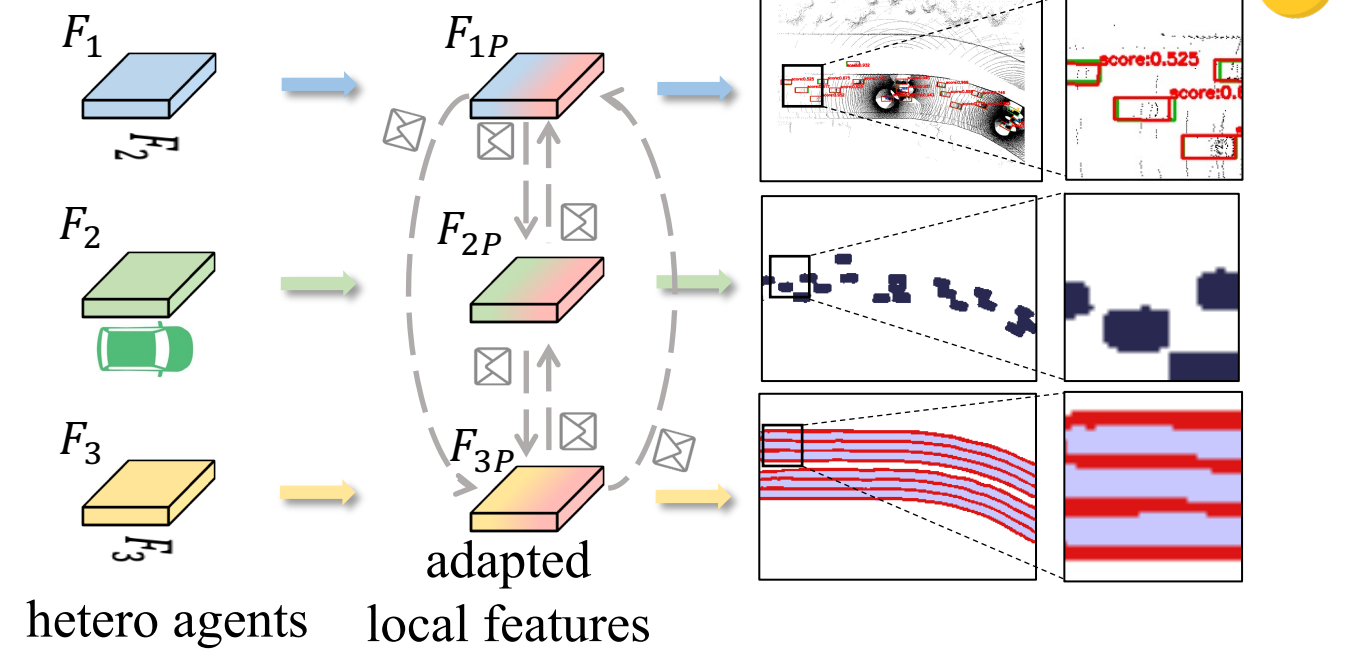 F1
F1P
score:0.525
F2
F2
F2P
F3
F3P
F3
adapted
hetero agents
local features